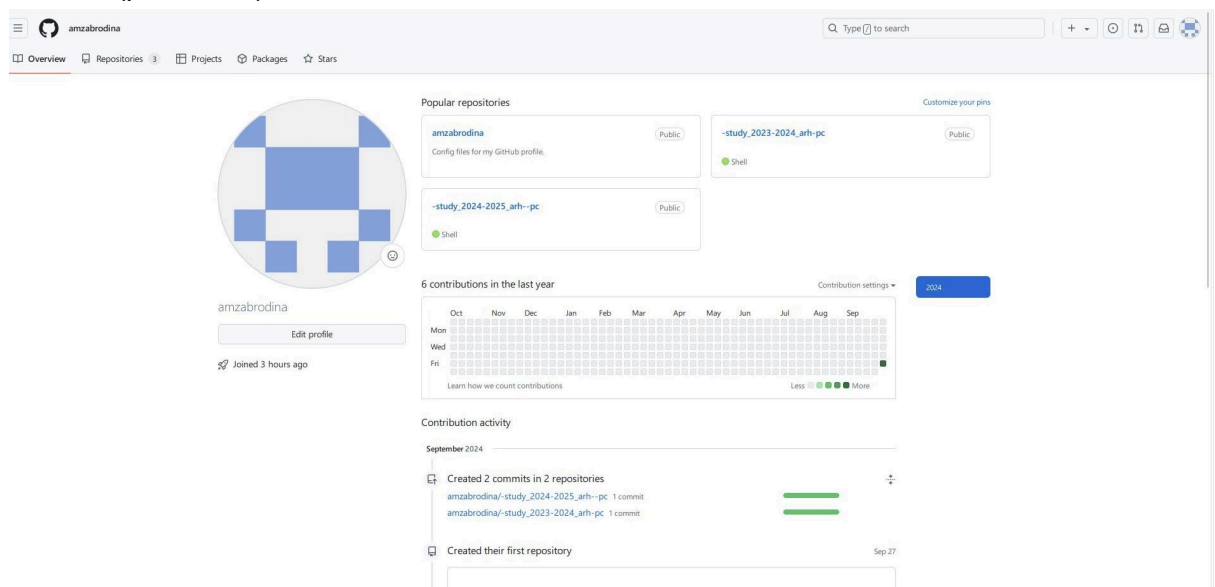 amzabrodina
Type / to search
Overview Repositories 3 Projects Packages Stars
Popular repositories Customize your pins
amzabrodina Public
Config files for my GitHub profile.
-study_2023-2024_arh-pc Public
Shell
-study_2024-2025_arh--pc Public
Shell
amzabrodina
Edit profile
Joined 3 hours ago
6 contributions in the last year Contribution settings
2024
Oct Nov Dec Jan Feb Mar Apr May Jun Jul Aug Sep
Mon
Wed
Fri
Learn how we count contributions Less More
Contribution activity
September 2024
Created 2 commits in 2 repositories
amzabrodina/-study_2024-2025_arh--pc 1 commit
amzabrodina/-study_2023-2024_arh-pc 1 commit
Created their first repository Sep 27